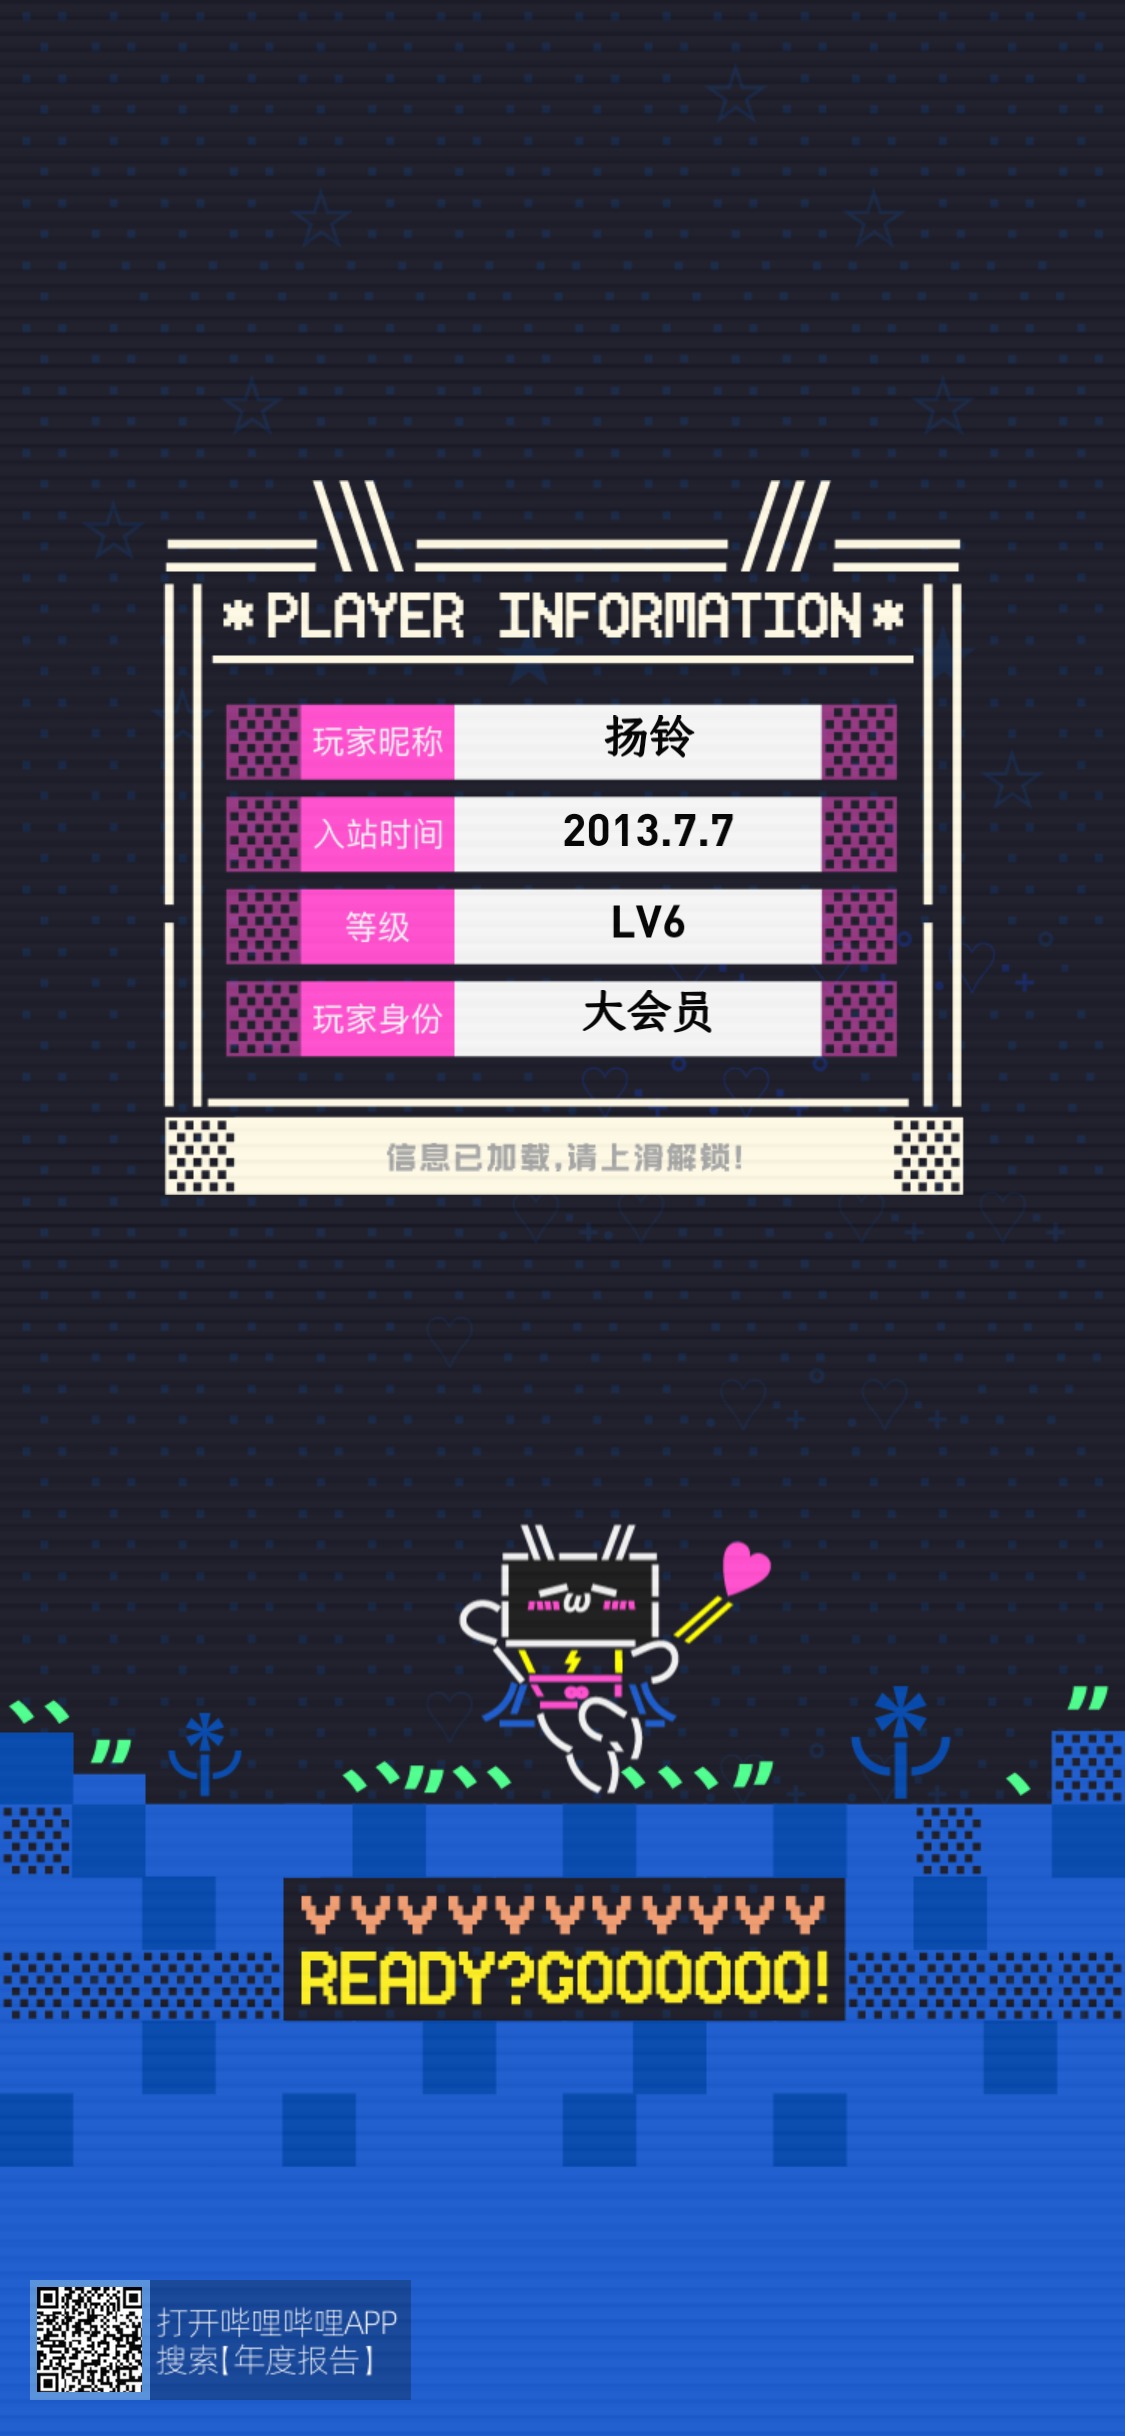 *PLAYER INFORMATION*
玩家昵称 扬铃
入站时间 2013.7.7
等级 LV6
玩家身份 大会员
信息已加载,请上滑解锁!
READY?GOOOOOO!
打开哔哩哔哩APP
搜索【年度报告】